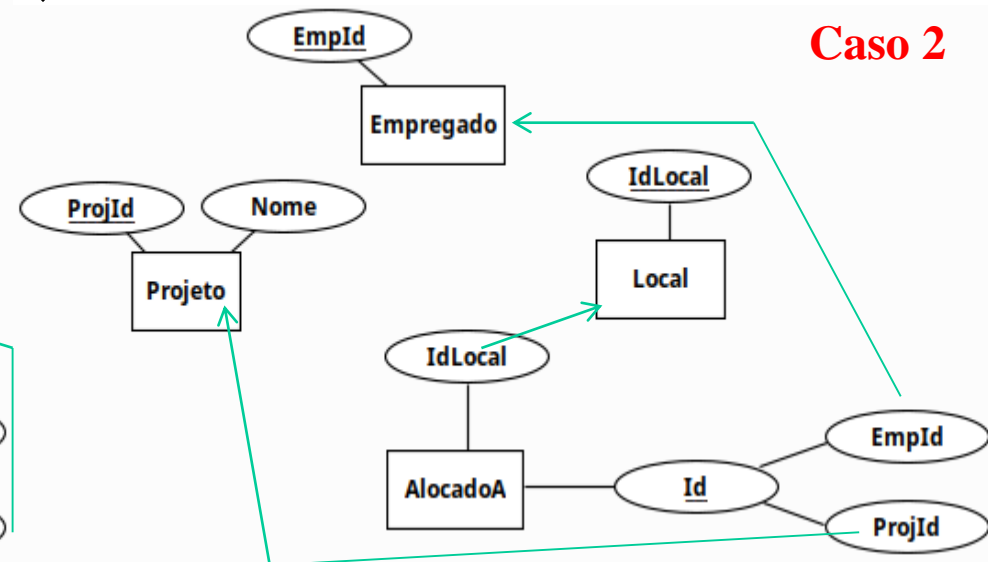 EmpId
Caso 2
Empregado
IdLocal
ProjId
Nome
Local
Projeto
IdLocal
EmpId
AlocadoA
Id
ProjId